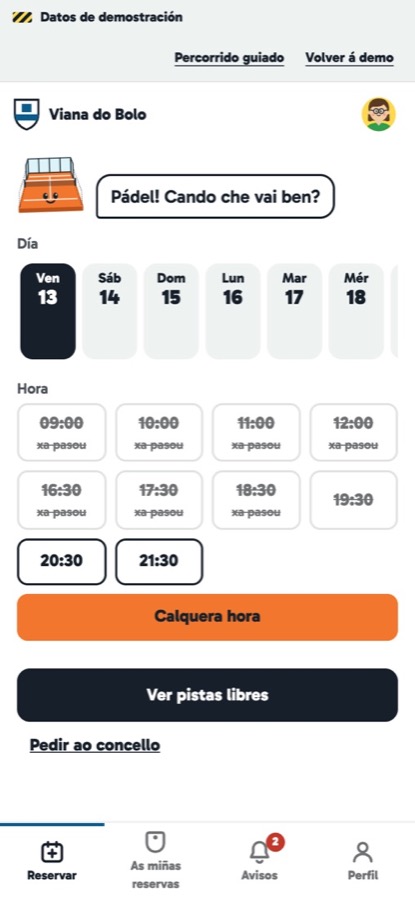 Datos de demostración
Percorrido guiado Volver á demo
Viana do Bolo
Pádel! Cando che vai ben?
Día
Ven Sáb Dom Lun Mar Mér
13 14 15 16 17 18
Hora
09:00 10:00 11:00 12:00
xa pasou xa pasou xa pasou xa pasou
16:30 17:30 18:30 19:30
xa pasou xa pasou xa pasou
20:30 21:30
Calquera hora
Ver pistas libres
Pedir ao concello
2
Reservar As miñas reservas Avisos Perfil